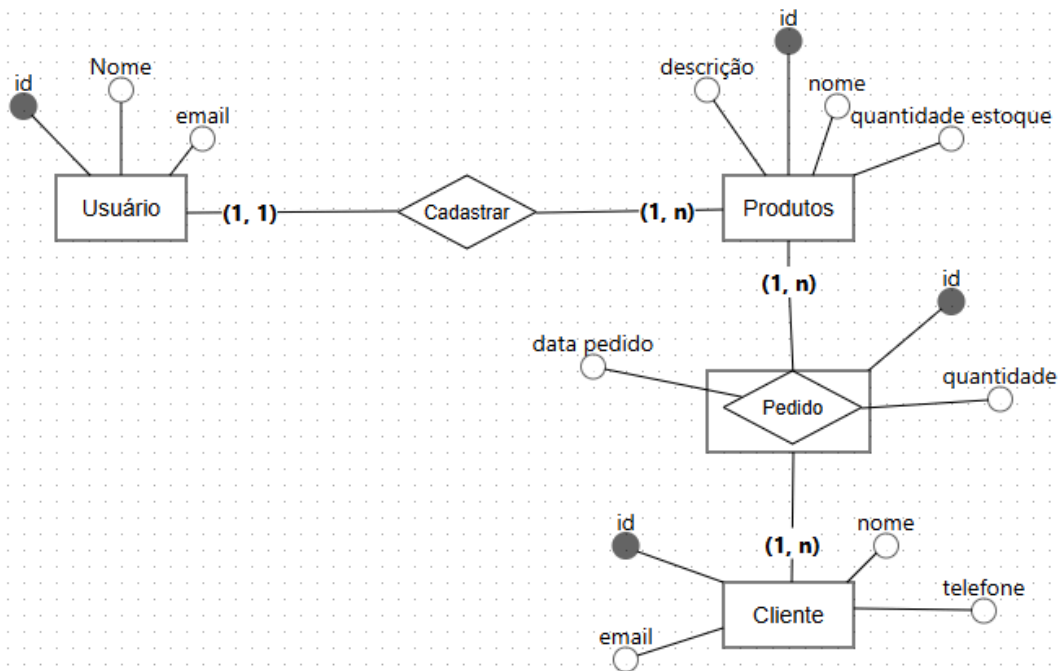 id
descrição
Nome
id
nome
email
quantidade estoque
Usuário
(1, 1)
Cadastrar
(1, n)
Produtos
(1, n)
id
data pedido
quantidade
Pedido
id
(1, n)
nome
telefone
Cliente
email